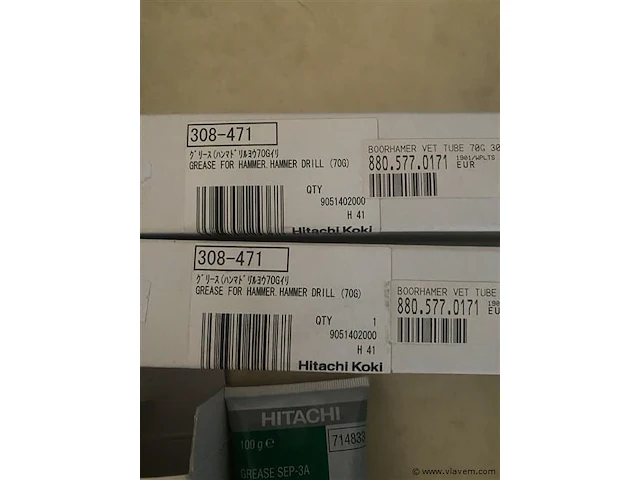 308-471
グリース(ハンマドリルヨウ70Gイリ
GREASE FOR HAMMER.HAMMER DRILL (70G)
QTY
9051402000
H 41
Hitachi Koki
BOORHAMER VET TUBE 70G 30
880.577.0171
1901/WPLTS
EUR
308-471
グリース(ハンマドリルヨウ70Gイリ
GREASE FOR HAMMER.HAMMER DRILL (70G)
QTY 1
9051402000
H 41
Hitachi Koki
BOORHAMER VET TUBE
880.577.0171
190
EU
HITACHI
100 g e
714833
GREASE SEP-3A
© www.vlavem.com